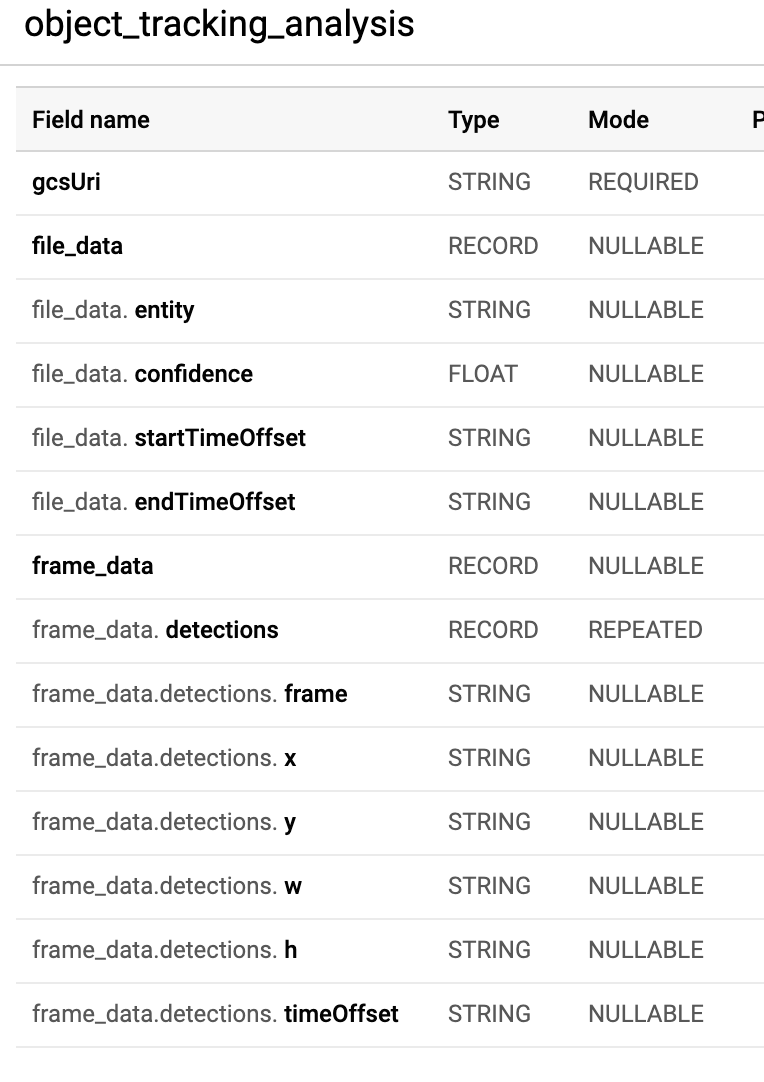 object_tracking_analysis
Field name Type Mode P
gcsUri STRING REQUIRED
file_data RECORD NULLABLE
file_data. entity STRING NULLABLE
file_data. confidence FLOAT NULLABLE
file_data. startTimeOffset STRING NULLABLE
file_data. endTimeOffset STRING NULLABLE
frame_data RECORD NULLABLE
frame_data. detections RECORD REPEATED
frame_data.detections. frame STRING NULLABLE
frame_data.detections. x STRING NULLABLE
frame_data.detections. y STRING NULLABLE
frame_data.detections. w STRING NULLABLE
frame_data.detections. h STRING NULLABLE
frame_data.detections. timeOffset STRING NULLABLE